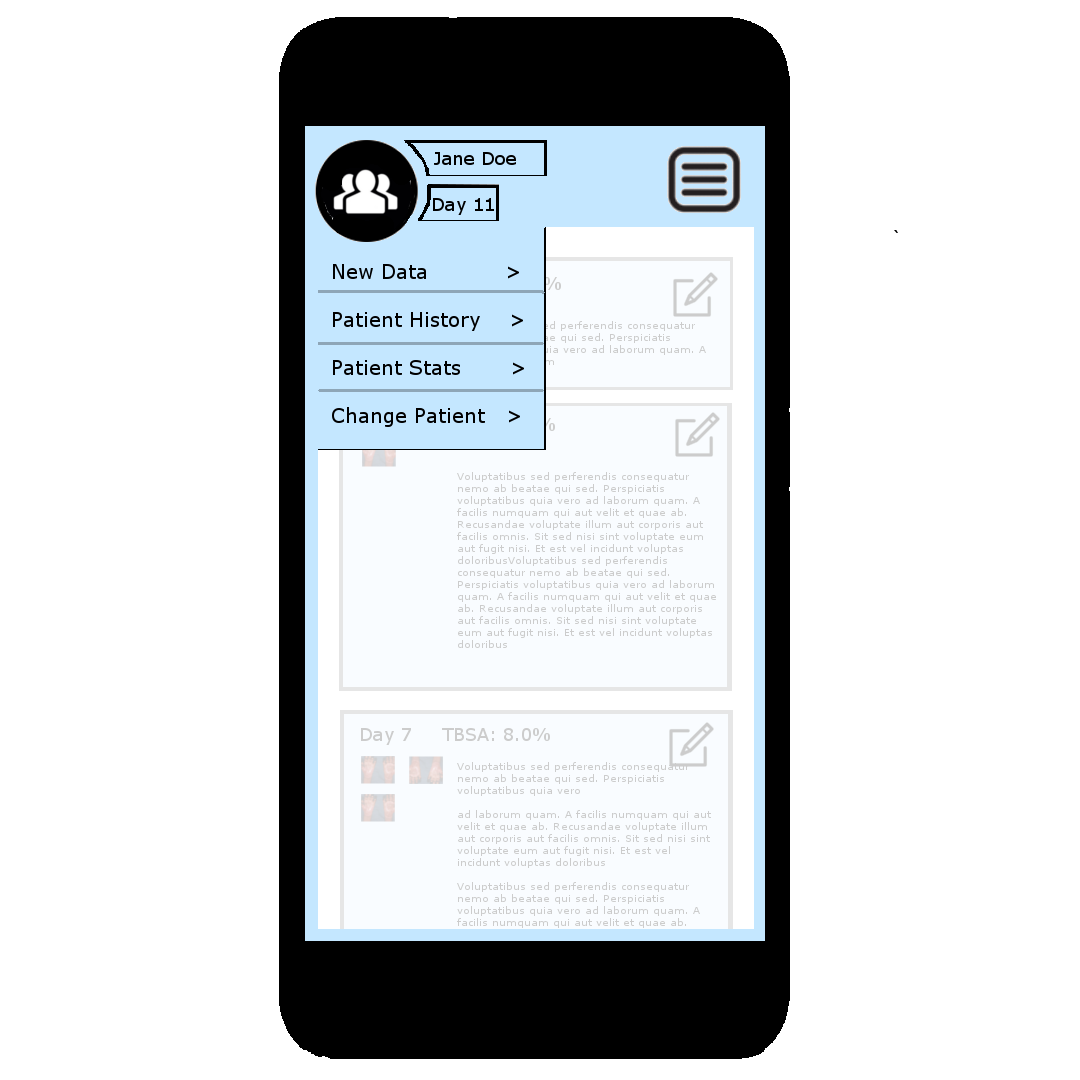 Jane Doe
Day 11
New Data >
Patient History >
Patient Stats >
Change Patient >
%
ed perferendis consequatur
ae qui sed. Perspiciatis
uia vero ad laborum quam. A
m
%
Voluptatibus sed perferendis consequatur
nemo ab beatae qui sed. Perspiciatis
voluptatibus quia vero ad laborum quam. A
facilis numquam qui aut velit et quae ab.
Recusandae voluptate illum aut corporis aut
facilis omnis. Sit sed nisi sint voluptate eum
aut fugit nisi. Et est vel incidunt voluptas
doloribusVoluptatibus sed perferendis
consequatur nemo ab beatae qui sed.
Perspiciatis voluptatibus quia vero ad laborum
quam. A facilis numquam qui aut velit et quae
ab. Recusandae voluptate illum aut corporis
aut facilis omnis. Sit sed nisi sint voluptate
eum aut fugit nisi. Et est vel incidunt voluptas
doloribus
Day 7 TBSA: 8.0%
Voluptatibus sed perferendis consequatur
nemo ab beatae qui sed. Perspiciatis
voluptatibus quia vero
ad laborum quam. A facilis numquam qui aut
velit et quae ab. Recusandae voluptate illum
aut corporis aut facilis omnis. Sit sed nisi sint
voluptate eum aut fugit nisi. Et est vel
incidunt voluptas doloribus
Voluptatibus sed perferendis consequatur
nemo ab beatae qui sed. Perspiciatis
voluptatibus quia vero ad laborum quam. A
facilis numquam qui aut velit et quae ab.